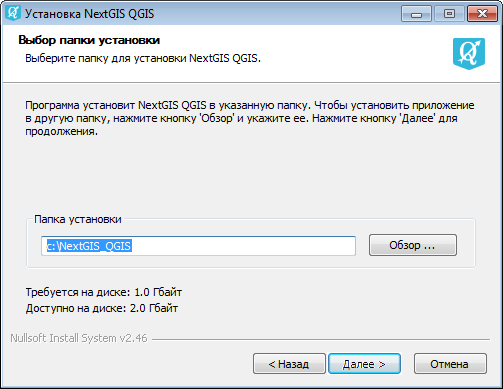 Установка NextGIS QGIS
Выбор папки установки
Выберите папку для установки NextGIS QGIS.
Программа установит NextGIS QGIS в указанную папку. Чтобы установить приложение
в другую папку, нажмите кнопку 'Обзор' и укажите ее. Нажмите кнопку 'Далее' для
продолжения.
Папка установки
c:\NextGIS_QGIS
Обзор ...
Требуется на диске: 1.0 Гбайт
Доступно на диске: 2.0 Гбайт
Nullsoft Install System v2.46
< Назад
Далее >
Отмена